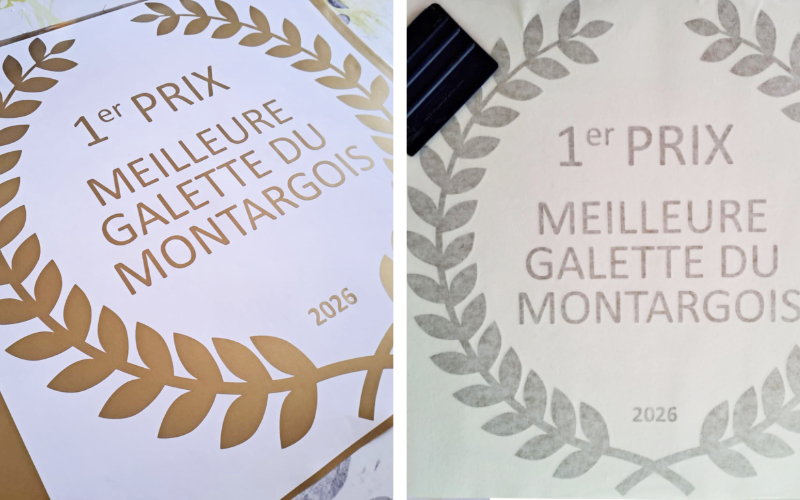 1er PRIX
MEILLEURE
GALETTE DU
MONTARGOIS
2026
1er PRIX
MEILLEURE
GALETTE DU
MONTARGOIS
2026